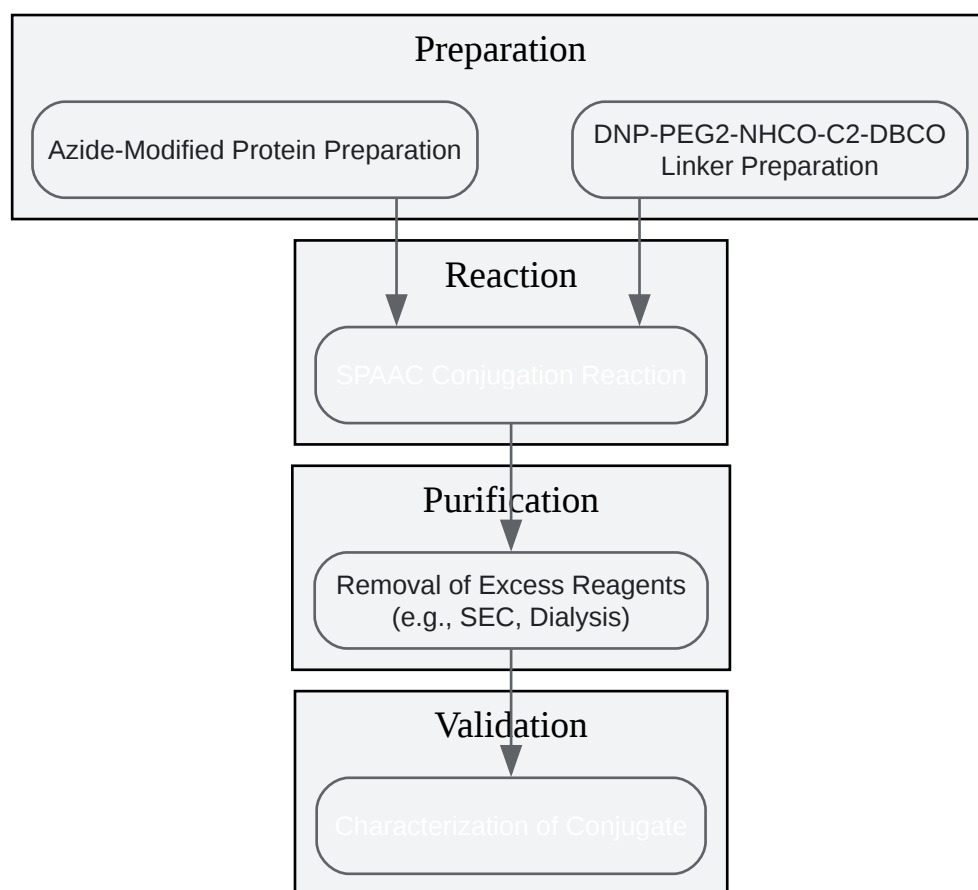 Preparation
Azide-Modified Protein Preparation
DNP-PEG2-NHCO-C2-DBCO
Linker Preparation
Reaction
SPAAC Conjugation Reaction
Purification
Removal of Excess Reagents
(e.g., SEC, Dialysis)
Validation
Characterization of Conjugate